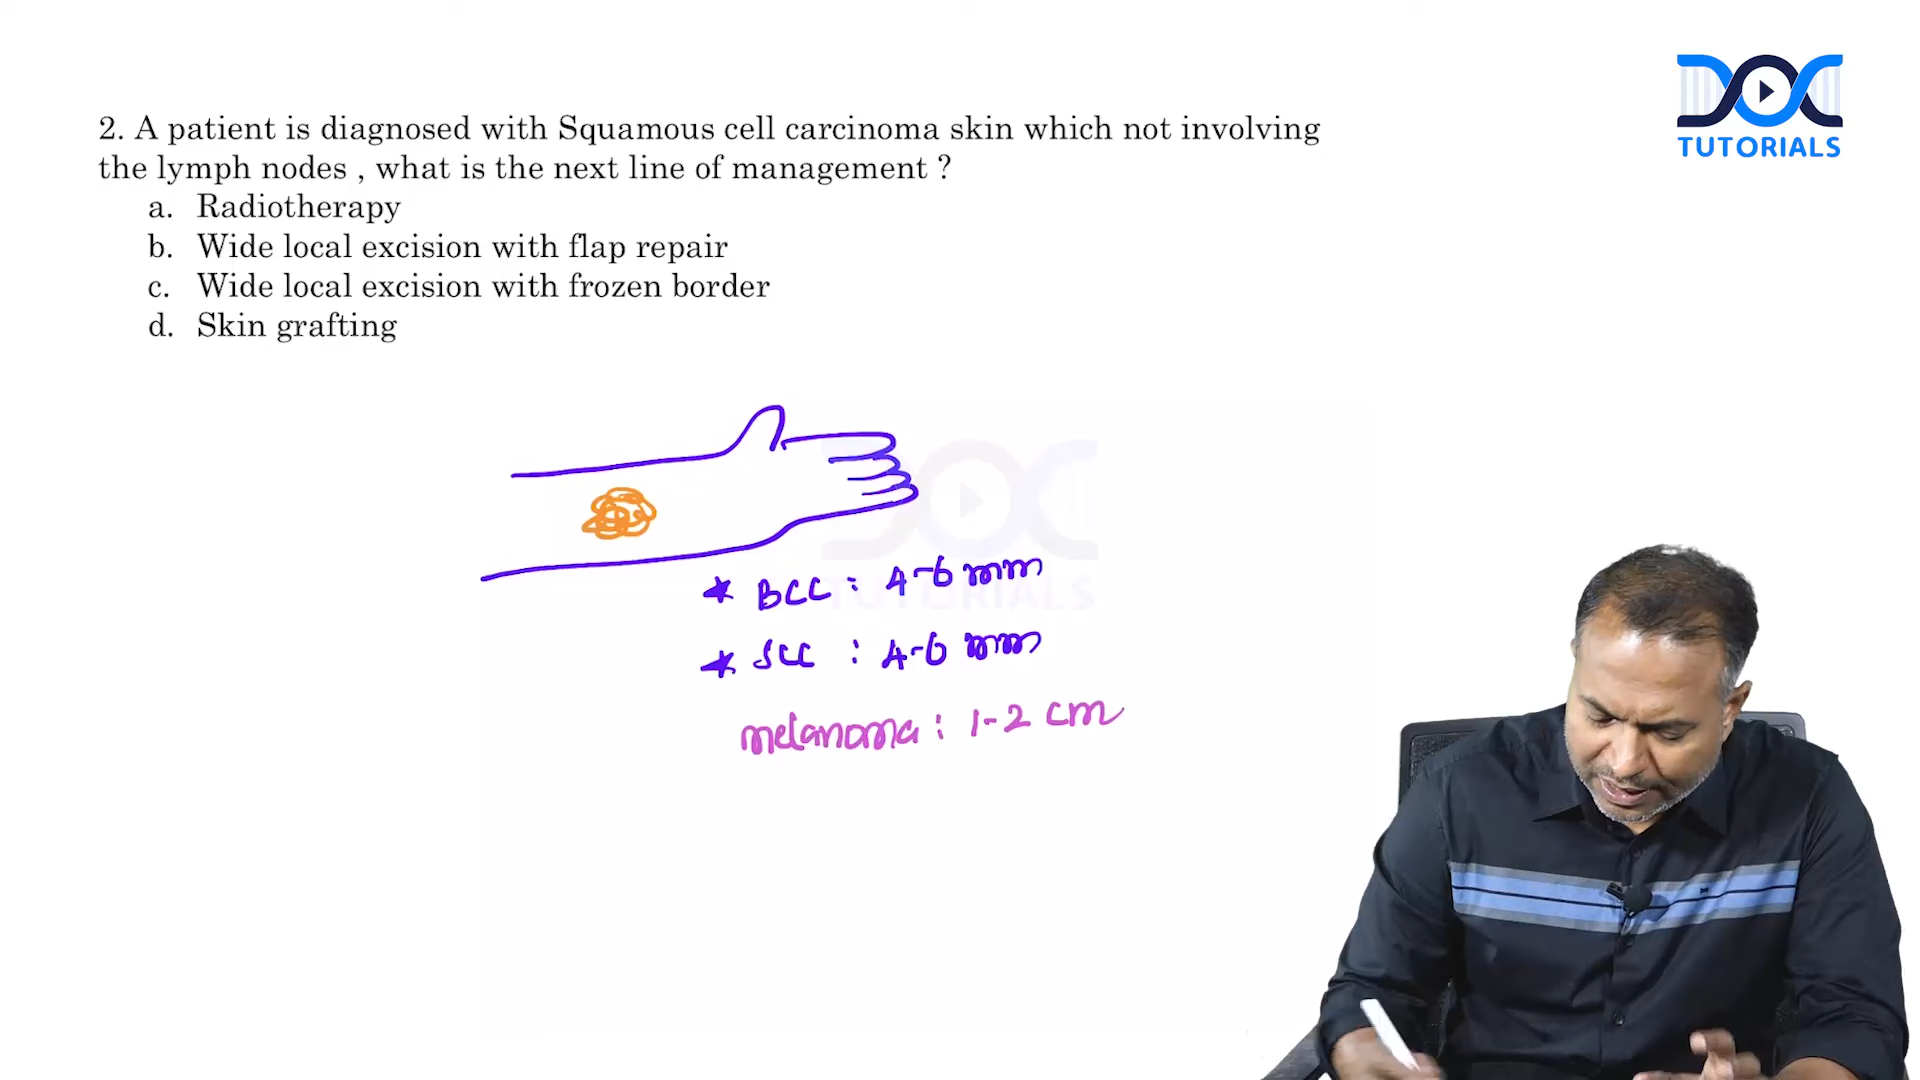 TUTORIALS
2. A patient is diagnosed with Squamous cell carcinoma skin which not involving
the lymph nodes , what is the next line of management ?
a. Radiotherapy
b. Wide local excision with flap repair
c. Wide local excision with frozen border
d. Skin grafting
* BCC : 4-6 mm
* SCC : 4-6 mm
melanoma : 1-2 cm
TUTORIALS